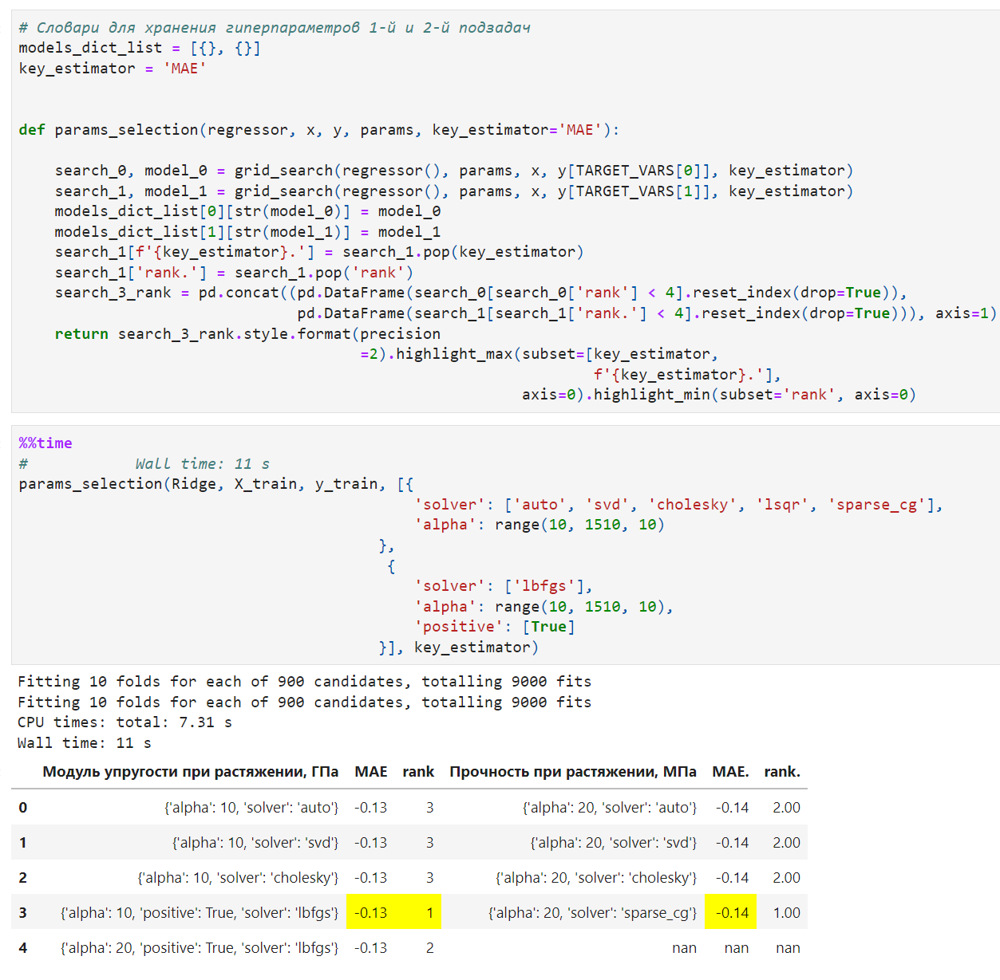 # Словари для хранения гиперпараметров 1-й и 2-й подзадач
models_dict_list = [{}, {}]
key_estimator = 'MAE'
def params_selection(regressor, x, y, params, key_estimator='MAE'):
search_0, model_0 = grid_search(regressor(), params, x, y[TARGET_VARS[0]], key_estimator)
search_1, model_1 = grid_search(regressor(), params, x, y[TARGET_VARS[1]], key_estimator)
models_dict_list[0][str(model_0)] = model_0
models_dict_list[1][str(model_1)] = model_1
search_1[f'{key_estimator}.'] = search_1.pop(key_estimator)
search_1['rank.'] = search_1.pop('rank')
search_3_rank = pd.concat((pd.DataFrame(search_0[search_0['rank'] < 4].reset_index(drop=True)),
pd.DataFrame(search_1[search_1['rank.'] < 4].reset_index(drop=True))), axis=1)
return search_3_rank.style.format(precision
=2).highlight_max(subset=[key_estimator,
f'{key_estimator}.'],
axis=0).highlight_min(subset='rank', axis=0)
%%time
# Wall time: 11 s
params_selection(Ridge, X_train, y_train, [{
'solver': ['auto', 'svd', 'cholesky', 'lsqr', 'sparse_cg'],
'alpha': range(10, 1510, 10)
},
{
'solver': ['lbfgs'],
'alpha': range(10, 1510, 10),
'positive': [True]
}], key_estimator)
Fitting 10 folds for each of 900 candidates, totalling 9000 fits
Fitting 10 folds for each of 900 candidates, totalling 9000 fits
CPU times: total: 7.31 s
Wall time: 11 s
Модуль упругости при растяжении, ГПа MAE rank Прочность при растяжении, МПа MAE. rank.
0 {'alpha': 10, 'solver': 'auto'} -0.13 3 {'alpha': 20, 'solver': 'auto'} -0.14 2.00
1 {'alpha': 10, 'solver': 'svd'} -0.13 3 {'alpha': 20, 'solver': 'svd'} -0.14 2.00
2 {'alpha': 10, 'solver': 'cholesky'} -0.13 3 {'alpha': 20, 'solver': 'cholesky'} -0.14 2.00
3 {'alpha': 10, 'positive': True, 'solver': 'lbfgs'} -0.13 1 {'alpha': 20, 'solver': 'sparse_cg'} -0.14 1.00
4 {'alpha': 20, 'positive': True, 'solver': 'lbfgs'} -0.13 2 nan nan nan